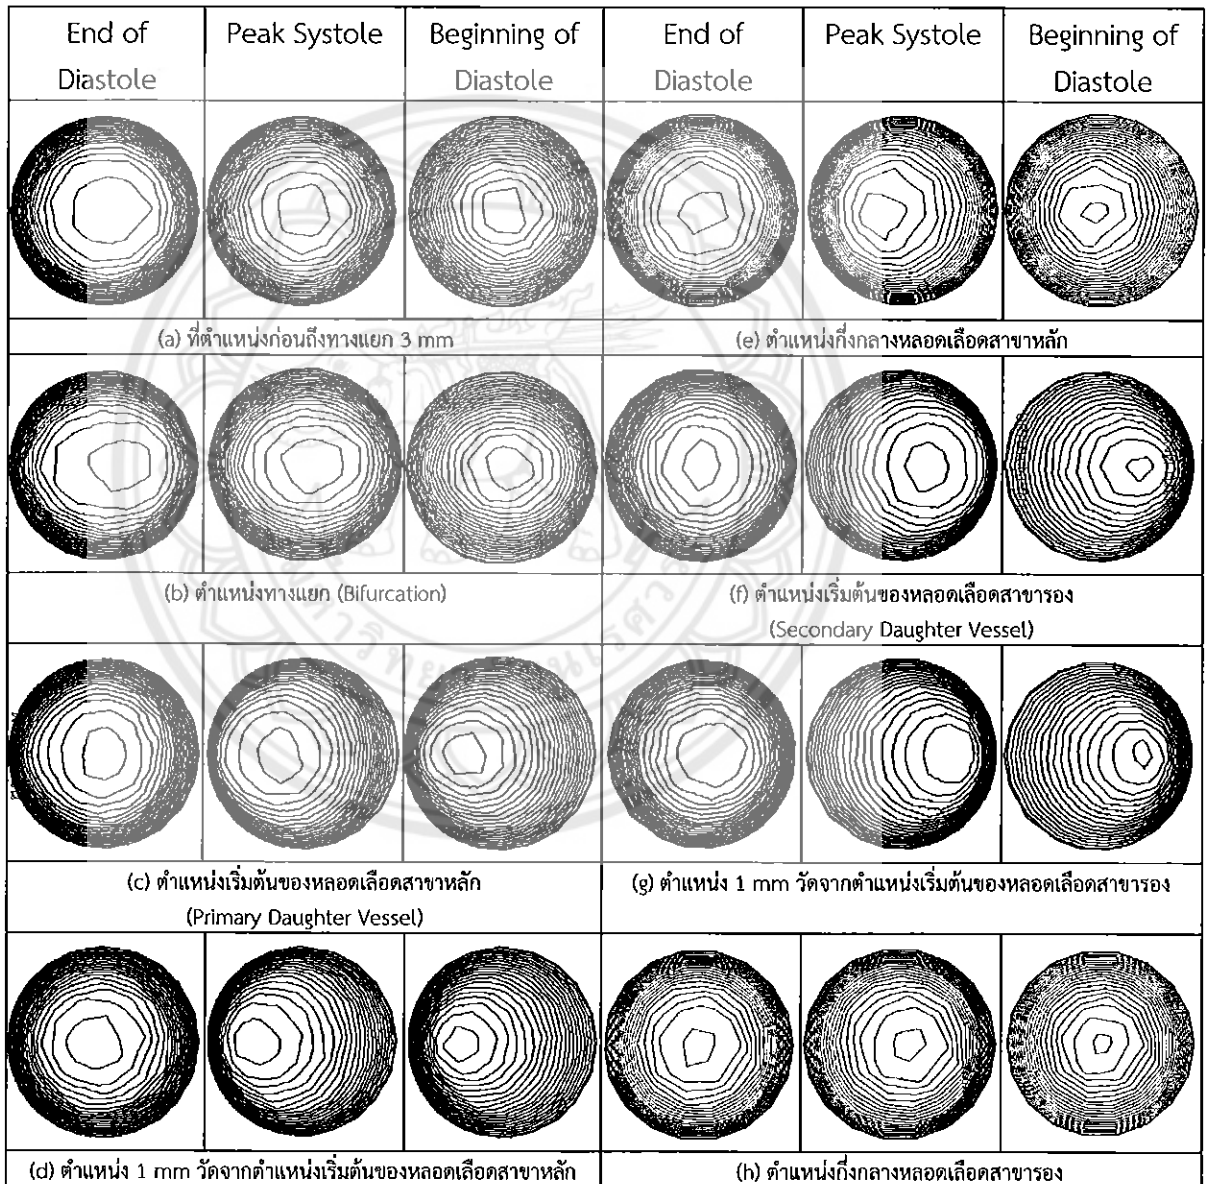 End of Diastole
Peak Systole
Beginning of Diastole
End of Diastole
Peak Systole
Beginning of Diastole
(a) ที่ตำแหน่งก่อนถึงทางแยก 3 mm
(e) ตำแหน่งกึ่งกลางหลอดเลือดสาขาหลัก
(b) ตำแหน่งทางแยก (Bifurcation)
(f) ตำแหน่งเริ่มต้นของหลอดเลือดสาขารอง
(Secondary Daughter Vessel)
(c) ตำแหน่งเริ่มต้นของหลอดเลือดสาขาหลัก
(Primary Daughter Vessel)
(g) ตำแหน่ง 1 mm วัดจากตำแหน่งเริ่มต้นของหลอดเลือดสาขารอง
(d) ตำแหน่ง 1 mm วัดจากตำแหน่งเริ่มต้นของหลอดเลือดสาขาหลัก
(h) ตำแหน่งกึ่งกลางหลอดเลือดสาขารอง